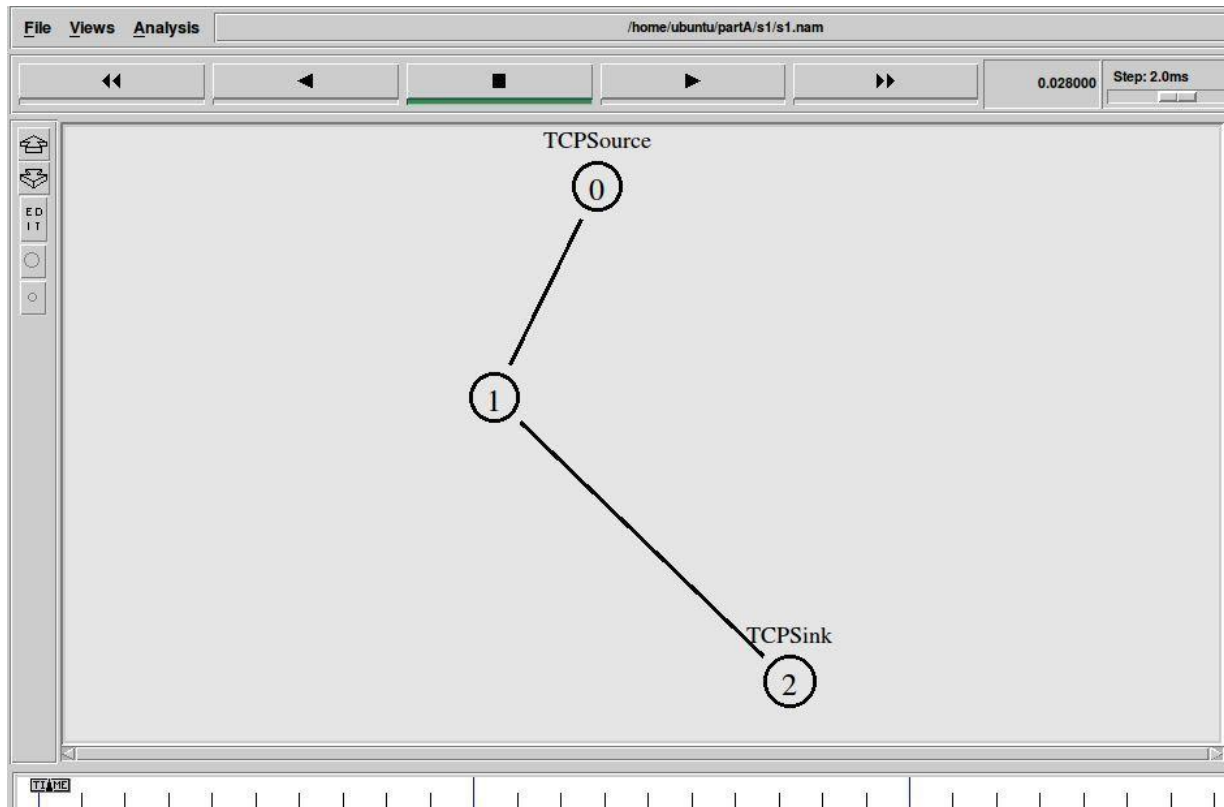 File Views Analysis /home/ubuntu/partA/s1/s1.nam
0.028000 Step: 2.0ms
TCPSource
0
E D
I T
1
TCPSink
2
TIME